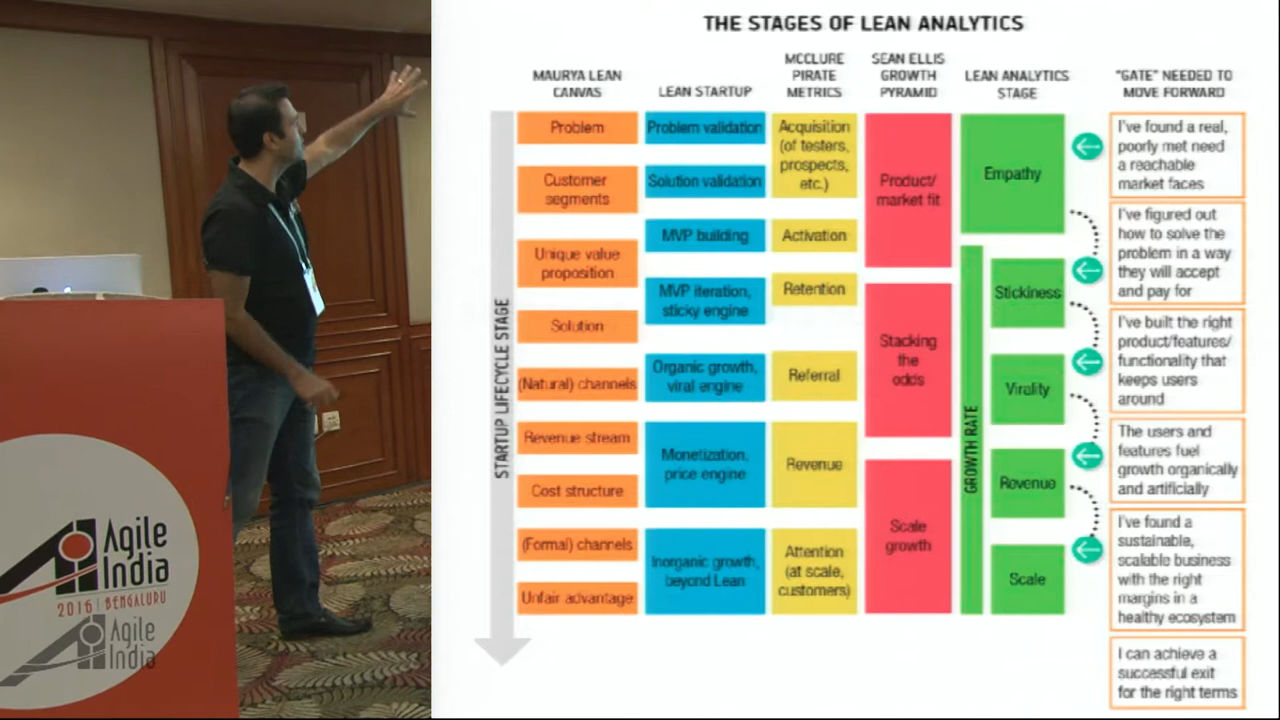 THE STAGES OF LEAN ANALYTICS
MAURYA LEAN
CANVAS
LEAN STARTUP
MCCLURE
PIRATE
METRICS
SEAN ELLIS
GROWTH
PYRAMID
LEAN ANALYTICS
STAGE
"GATE" NEEDED TO
MOVE FORWARD
STARTUP LIFECYCLE STAGE
Problem
Customer
segments
Unique value
proposition
Solution
(Natural) channels
Revenue stream
Cost structure
(Formal) channels
Unfair advantage
Problem validation
Solution validation
MVP building
MVP iteration,
sticky engine
Organic growth,
viral engine
Monetization,
price engine
Inorganic growth,
beyond Lean
Acquisition
(of testers,
prospects,
etc.)
Activation
Retention
Referral
Revenue
Attention
(at scale,
customers)
Product/
market fit
Stacking
the
odds
Scale
growth
GROWTH RATE
Empathy
Stickiness
Virality
Revenue
Scale
I've found a real,
poorly met need
a reachable
market faces
I've figured out
how to solve the
problem in a way
they will accept
and pay for
I've built the right
product/features/
functionality that
keeps users
around
The users and
features fuel
growth organically
and artificially
I've found a
sustainable,
scalable business
with the right
margins in a
healthy ecosystem
I can achieve a
successful exit
for the right terms
Agile
India
2016 | BENGALURU
Agile
India